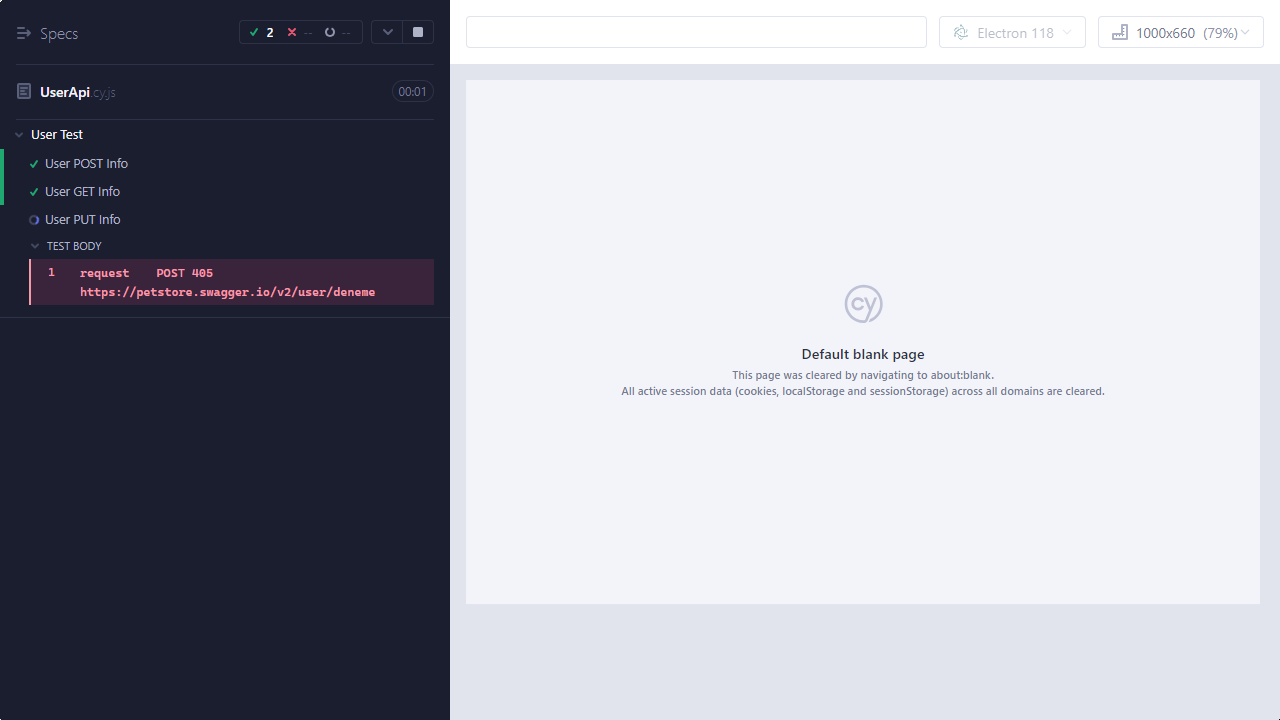 Specs
2 -- --
Electron 118
1000x660 (79%)
UserApi.cy.js
00:01
User Test
User POST Info
User GET Info
User PUT Info
TEST BODY
1 request POST 405
https://petstore.swagger.io/v2/user/deneme
cy
Default blank page
This page was cleared by navigating to about:blank.
All active session data (cookies, localStorage and sessionStorage) across all domains are cleared.